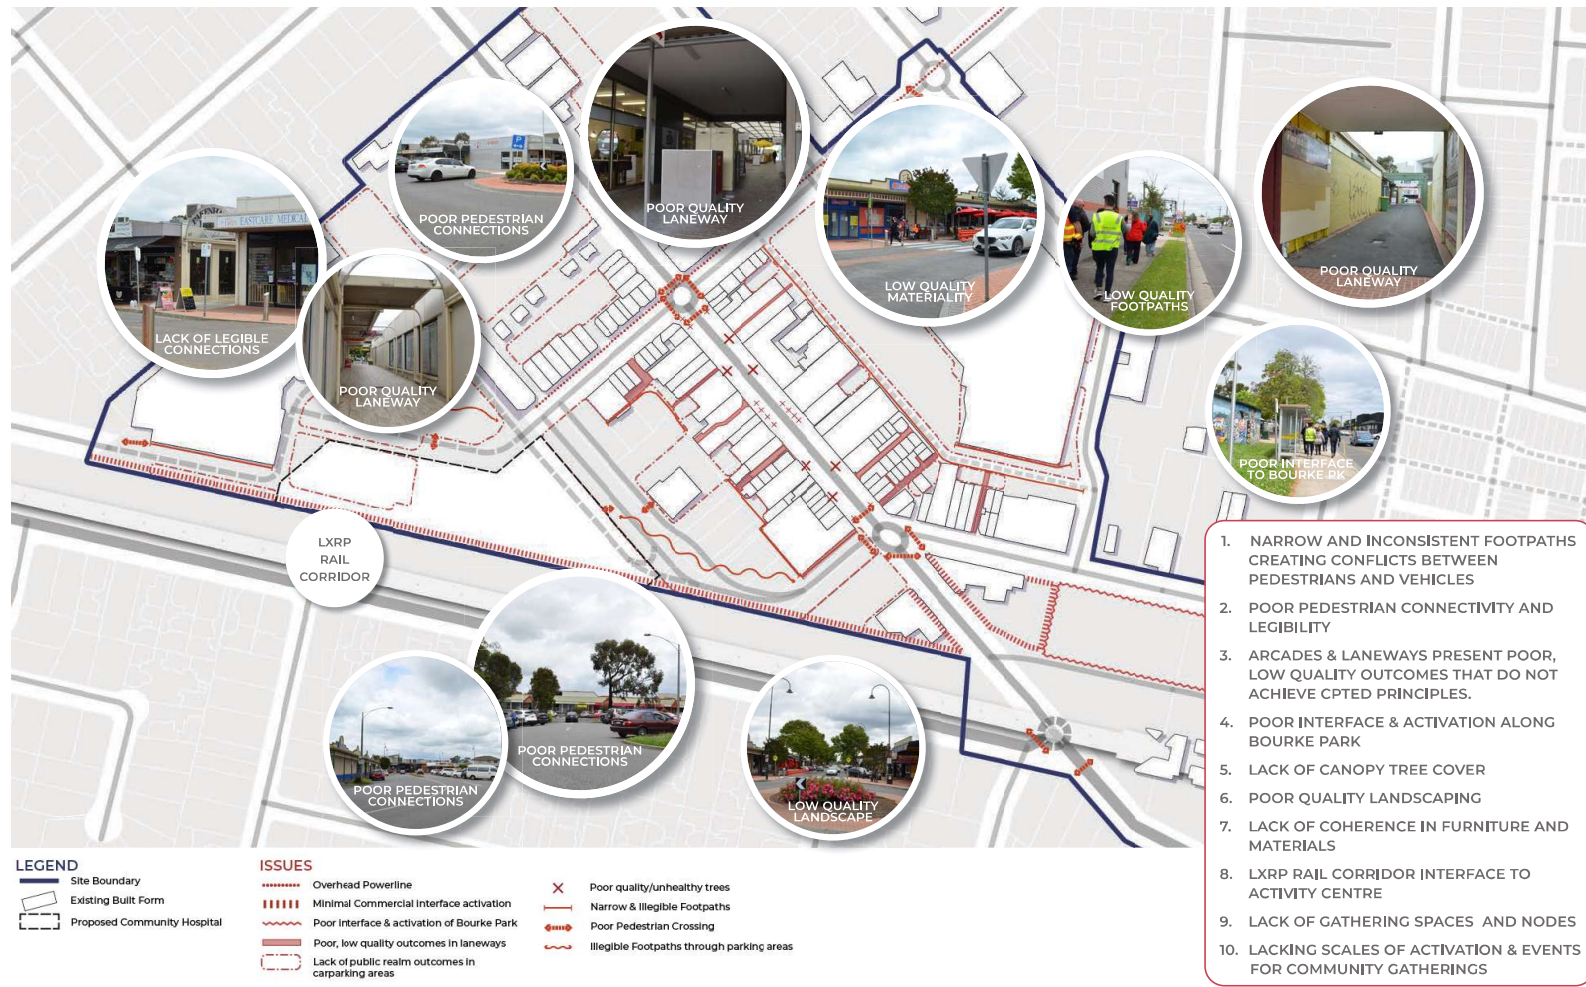 POOR PEDESTRIAN
CONNECTIONS
POOR QUALITY
LANEWAY
LOW QUALITY
MATERIALITY
LOW QUALITY
FOOTPATHS
POOR QUALITY
LANEWAY
EASTCARE MEDICAL
LACK OF LEGIBLE
CONNECTIONS
POOR QUALITY
LANEWAY
POOR INTERFACE
TO BOURKE PK
LXRP
RAIL
CORRIDOR
POOR PEDESTRIAN
CONNECTIONS
POOR PEDESTRIAN
CONNECTIONS
LOW QUALITY
LANDSCAPE
P
1. NARROW AND INCONSISTENT FOOTPATHS
CREATING CONFLICTS BETWEEN
PEDESTRIANS AND VEHICLES
2. POOR PEDESTRIAN CONNECTIVITY AND
LEGIBILITY
3. ARCADES & LANEWAYS PRESENT POOR,
LOW QUALITY OUTCOMES THAT DO NOT
ACHIEVE CPTED PRINCIPLES.
4. POOR INTERFACE & ACTIVATION ALONG
BOURKE PARK
5. LACK OF CANOPY TREE COVER
6. POOR QUALITY LANDSCAPING
7. LACK OF COHERENCE IN FURNITURE AND
MATERIALS
8. LXRP RAIL CORRIDOR INTERFACE TO
ACTIVITY CENTRE
9. LACK OF GATHERING SPACES AND NODES
10. LACKING SCALES OF ACTIVATION & EVENTS
FOR COMMUNITY GATHERINGS
LEGEND
Site Boundary
Existing Built Form
Proposed Community Hospital
ISSUES
Overhead Powerline
Minimal Commercial interface activation
Poor interface & activation of Bourke Park
Poor, low quality outcomes in laneways
Lack of public realm outcomes in
carparking areas
Poor quality/unhealthy trees
Narrow & Illegible Footpaths
Poor Pedestrian Crossing
Illegible Footpaths through parking areas